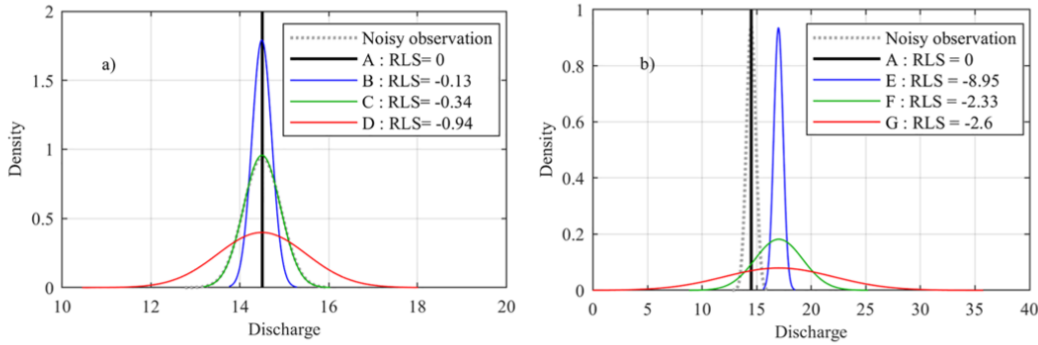 a)
Noisy observation
A : RLS= 0
B : RLS= -0.13
C : RLS= -0.34
D : RLS= -0.94
2
1.5
1
0.5
0
Density
10 12 14 16 18 20
Discharge
b)
Noisy observation
A : RLS = 0
E : RLS = -8.95
F : RLS = -2.33
G : RLS = -2.6
1
0.8
0.6
0.4
0.2
0
Density
0 5 10 15 20 25 30 35 40
Discharge